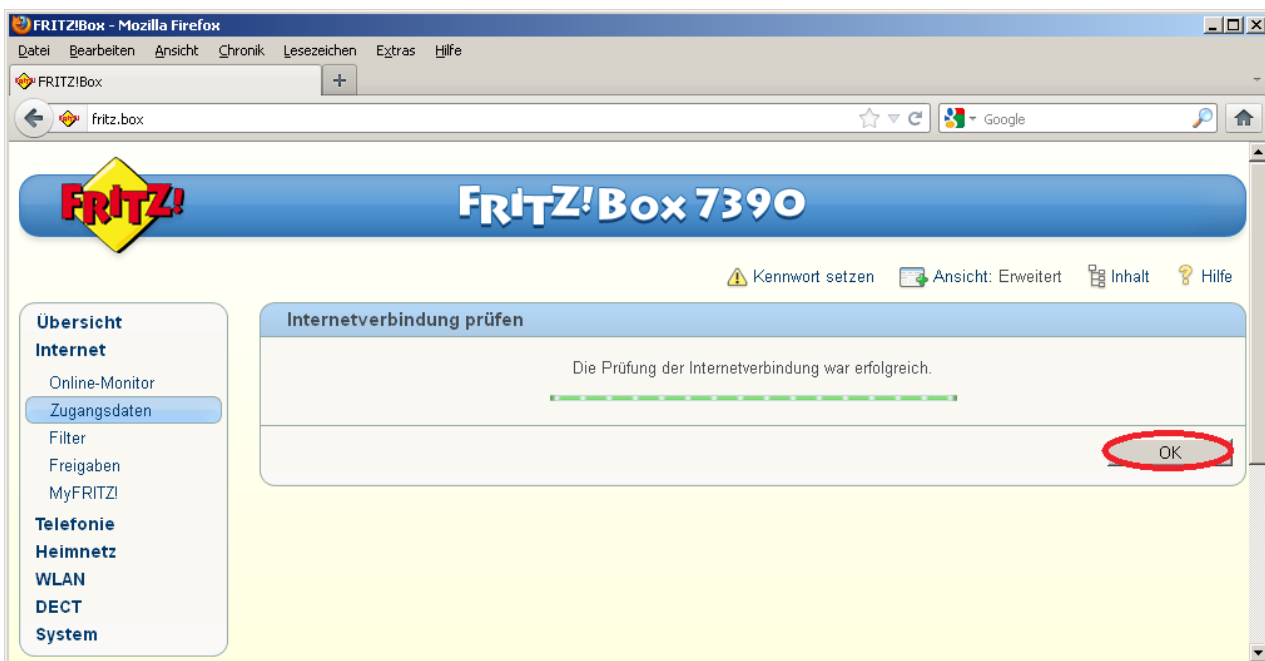 FRITZ!Box - Mozilla Firefox
Datei Bearbeiten Ansicht Chronik Lesezeichen Extras Hilfe
FRITZ!Box
fritz.box Google
FRITZ! FRITZ!Box 7390
Kennwort setzen Ansicht: Erweitert Inhalt Hilfe
Übersicht
Internet
Online-Monitor
Zugangsdaten
Filter
Freigaben
MyFRITZ!
Telefonie
Heimnetz
WLAN
DECT
System
Internetverbindung prüfen
Die Prüfung der Internetverbindung war erfolgreich.
OK